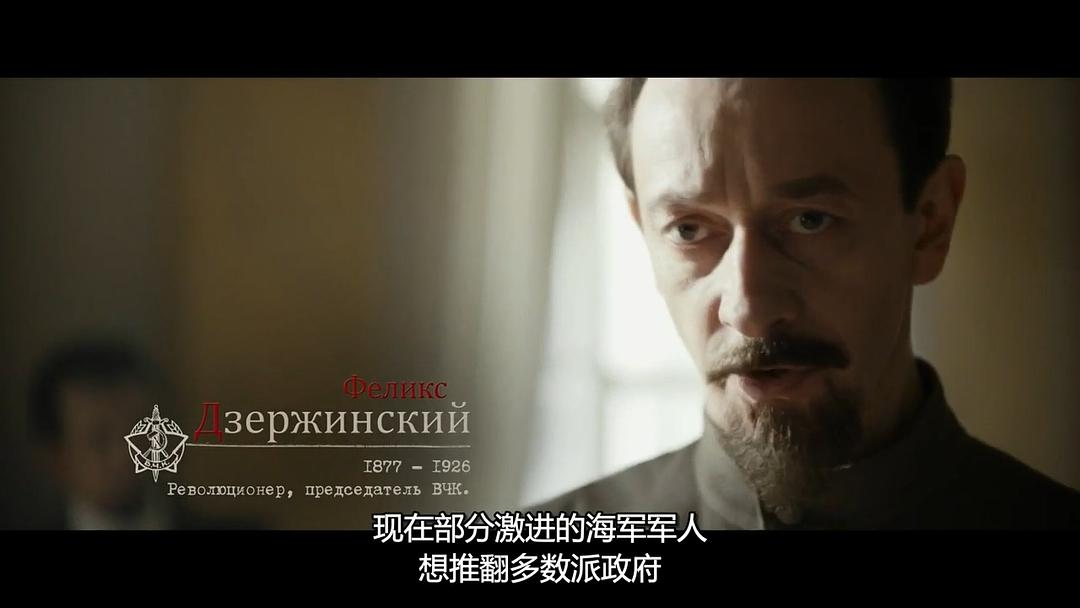 Феликс
Дзержинский
1877 – 1926
Революционер, председатель ВЧК.
В.Ч.К.
现在部分激进的海军军人
想推翻多数派政府